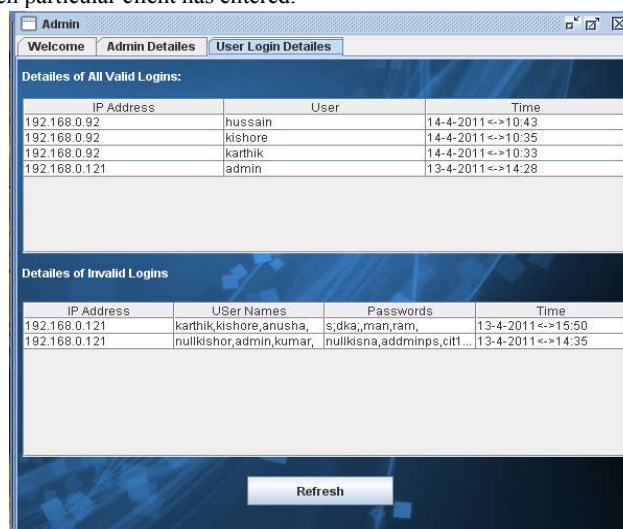 particular client has entered.
Admin
Welcome Admin Detailes User Login Detailes
Detailes of All Valid Logins:
IP Address User Time
192.168.0.92 hussain 14-4-2011<->10:43
192.168.0.92 kishore 14-4-2011<->10:35
192.168.0.92 karthik 14-4-2011<->10:33
192.168.0.121 admin 13-4-2011<->14:28
Detailes of Invalid Logins
IP Address USer Names Passwords Time
192.168.0.121 karthik,kishore,anusha, s;dka;,man,ram, 13-4-2011<->15:50
192.168.0.121 nullkishor,admin,kumar, nullkisna,addminps,cit1... 13-4-2011<->14:35
Refresh